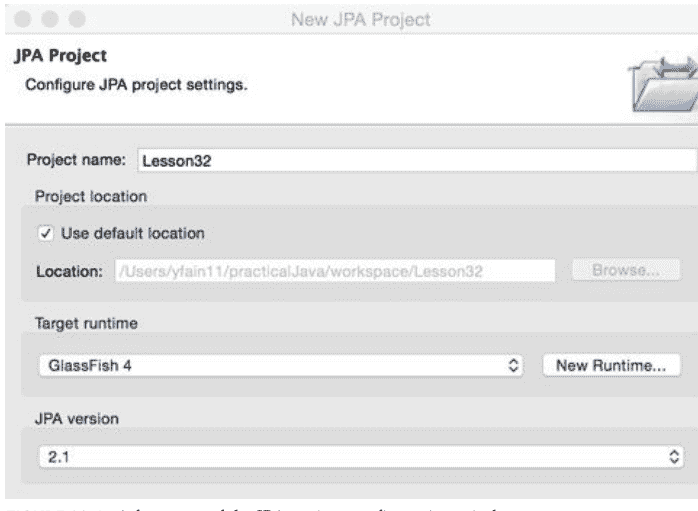 New JPA Project
JPA Project
Configure JPA project settings.
Project name: Lesson32
Project location
Use default location
Location: /Users/yfain11/practicalJava/workspace/Lesson32 Browse...
Target runtime
GlassFish 4 New Runtime...
JPA version
2.1